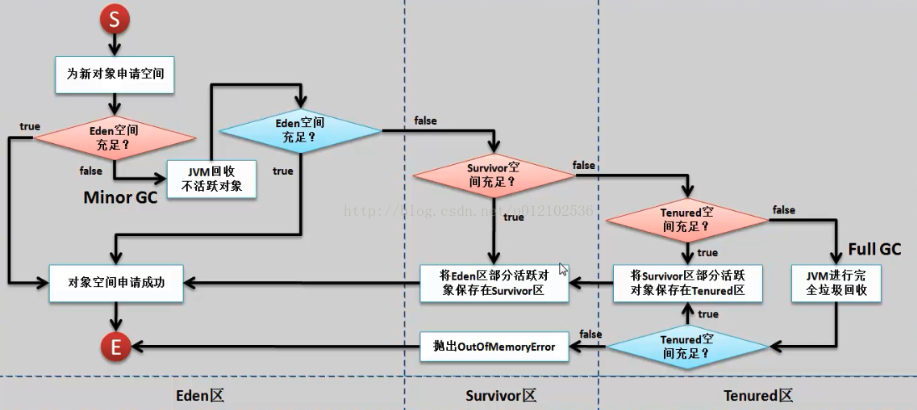 S
为新对象申请空间
true
Eden空间
充足？
false
Minor GC
JVM回收
不活跃对象
Eden空间
充足？
true
false
Survivor空
间充足？
false
true
http://blog.csdn.net/u012102536
Tenured空
间充足？
false
true
Full GC
对象空间申请成功
将Eden区部分活跃对
象保存在Survivor区
将Survivor区部分活跃
对象保存在Tenured区
JVM进行完
全垃圾回收
true
E
抛出OutOfMemoryError
false
Tenured空
间充足？
Eden区
Survivor区
Tenured区